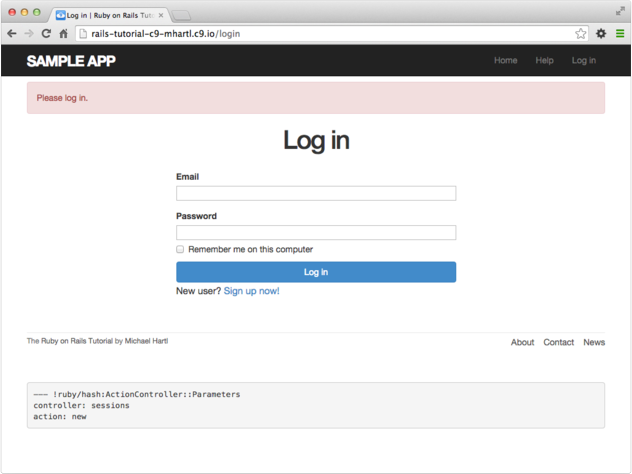 Log in | Ruby on Rails Tuto
rails-tutorial-c9-mhartl.c9.io/login
SAMPLE APP
Home Help Log in
Please log in.
Log in
Email
Password
Remember me on this computer
Log in
New user? Sign up now!
The Ruby on Rails Tutorial by Michael Hartl
About Contact News
--- !ruby/hash:ActionController::Parameters
controller: sessions
action: new